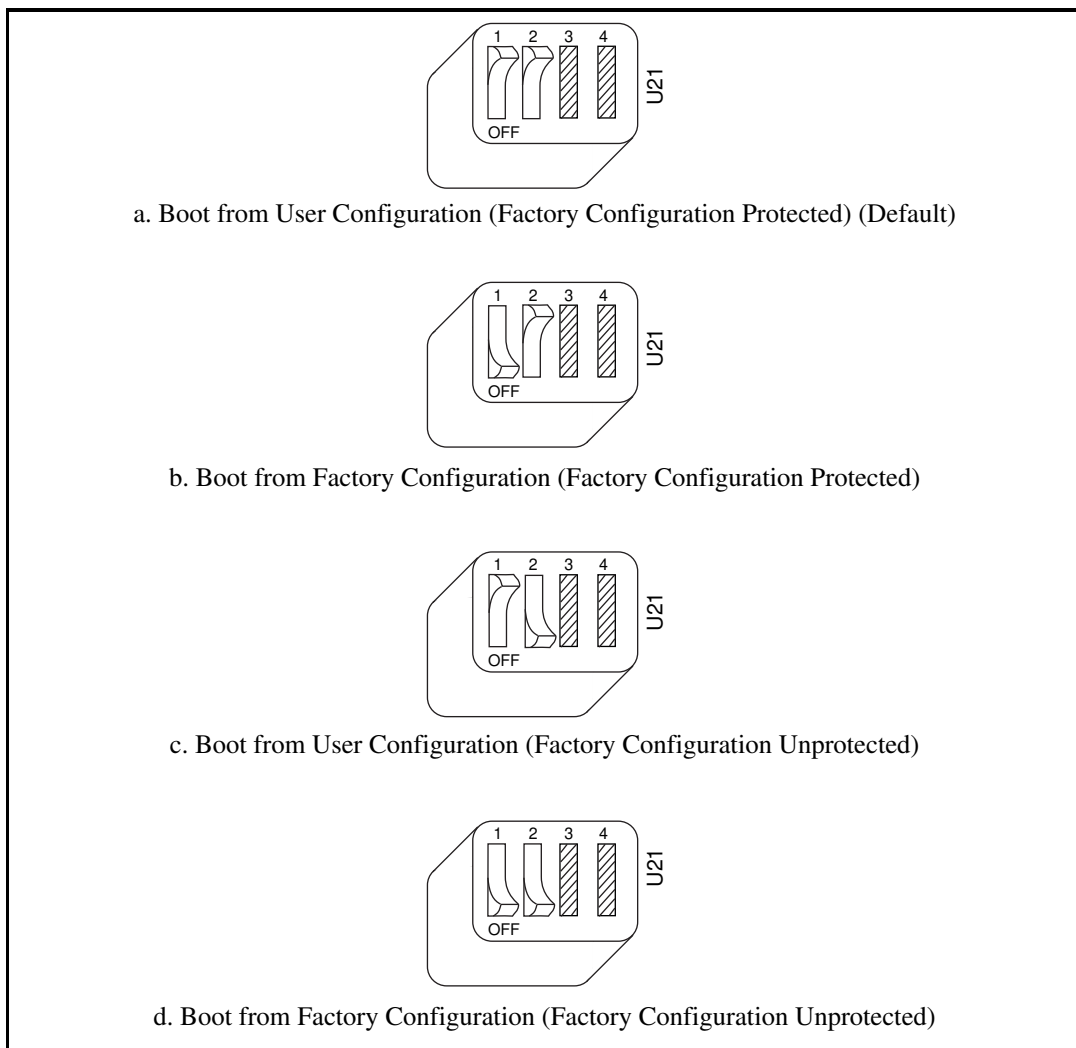 1 2 3 4
U21
OFF
a. Boot from User Configuration (Factory Configuration Protected) (Default)
1 2 3 4
U21
OFF
b. Boot from Factory Configuration (Factory Configuration Protected)
1 2 3 4
U21
OFF
c. Boot from User Configuration (Factory Configuration Unprotected)
1 2 3 4
U21
OFF
d. Boot from Factory Configuration (Factory Configuration Unprotected)